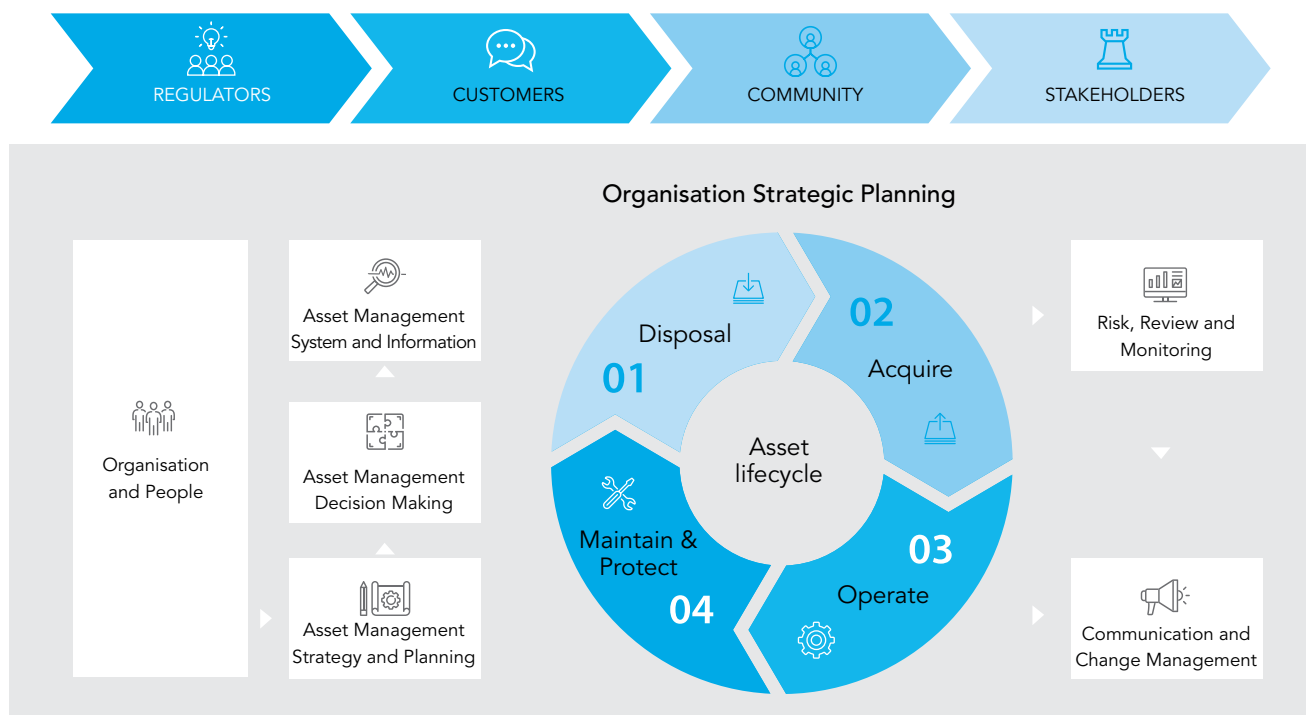 REGULATORS
CUSTOMERS
COMMUNITY
STAKEHOLDERS
Organisation Strategic Planning
Organisation
and People
Asset Management
System and Information
Asset Management
Decision Making
Asset Management
Strategy and Planning
Disposal
01
02
Acquire
Asset
lifecycle
03
Operate
Maintain &
Protect
04
Risk, Review and
Monitoring
Communication and
Change Management